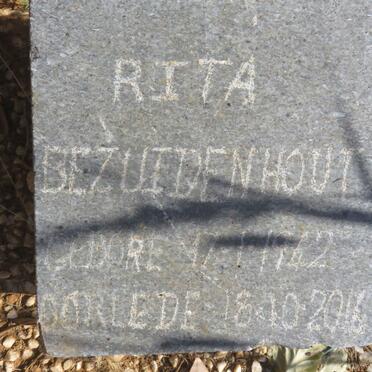 RITA
BEZUIDENHOUT
GEBORE
OORLEDE 18-10-2016